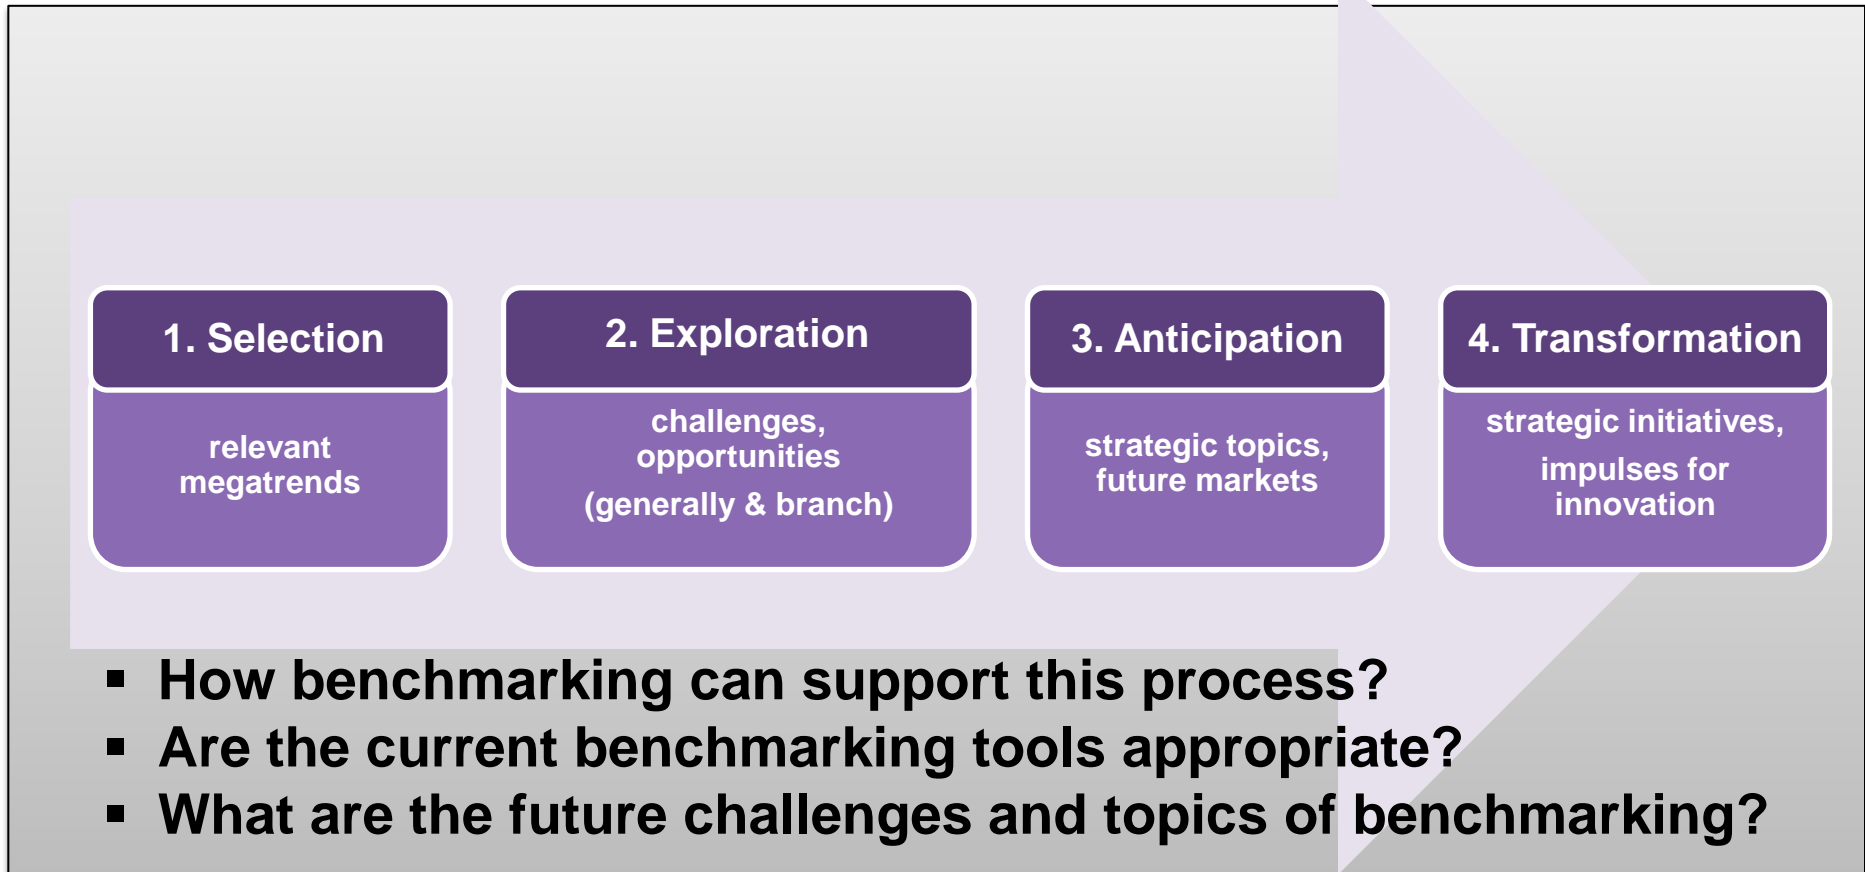 1. Selection
relevant
megatrends
2. Exploration
challenges,
opportunities
(generally & branch)
3. Anticipation
strategic topics,
future markets
4. Transformation
strategic initiatives,
impulses for
innovation
▪ How benchmarking can support this process?
▪ Are the current benchmarking tools appropriate?
▪ What are the future challenges and topics of benchmarking?